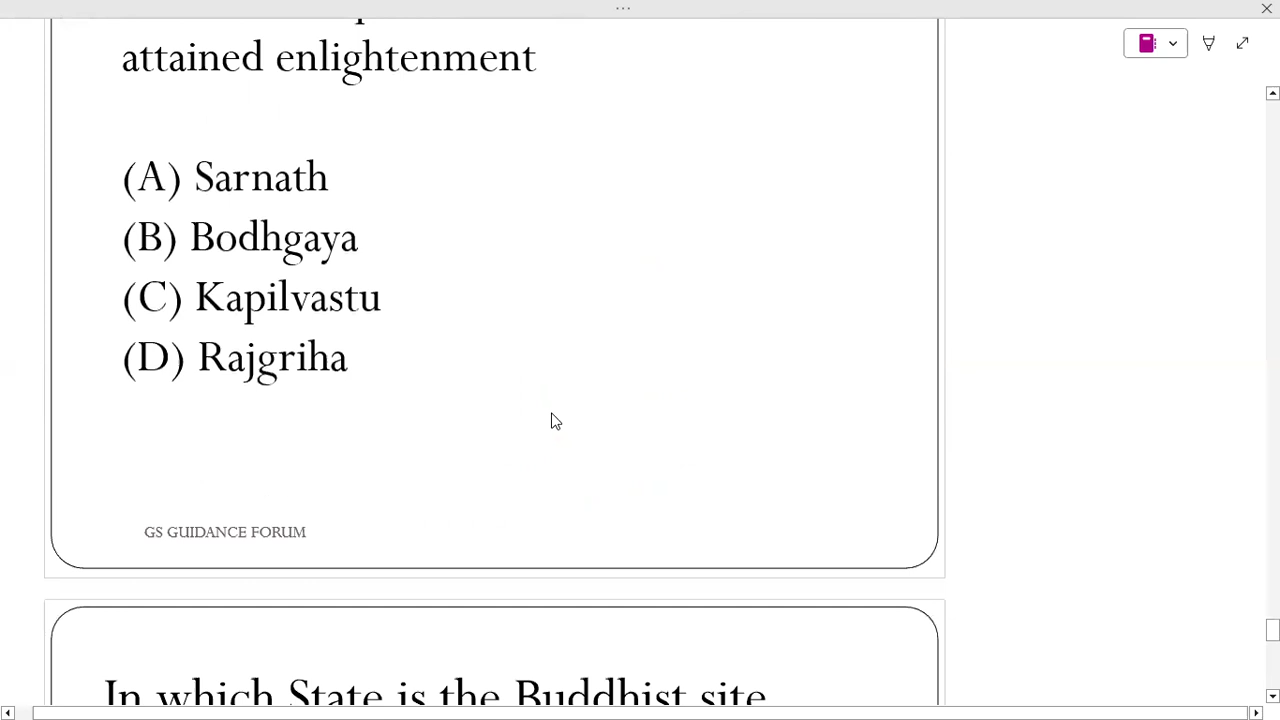 attained enlightenment
(A) Sarnath
(B) Bodhgaya
(C) Kapilvastu
(D) Rajgriha
GS GUIDANCE FORUM
In which State is the Buddhist site